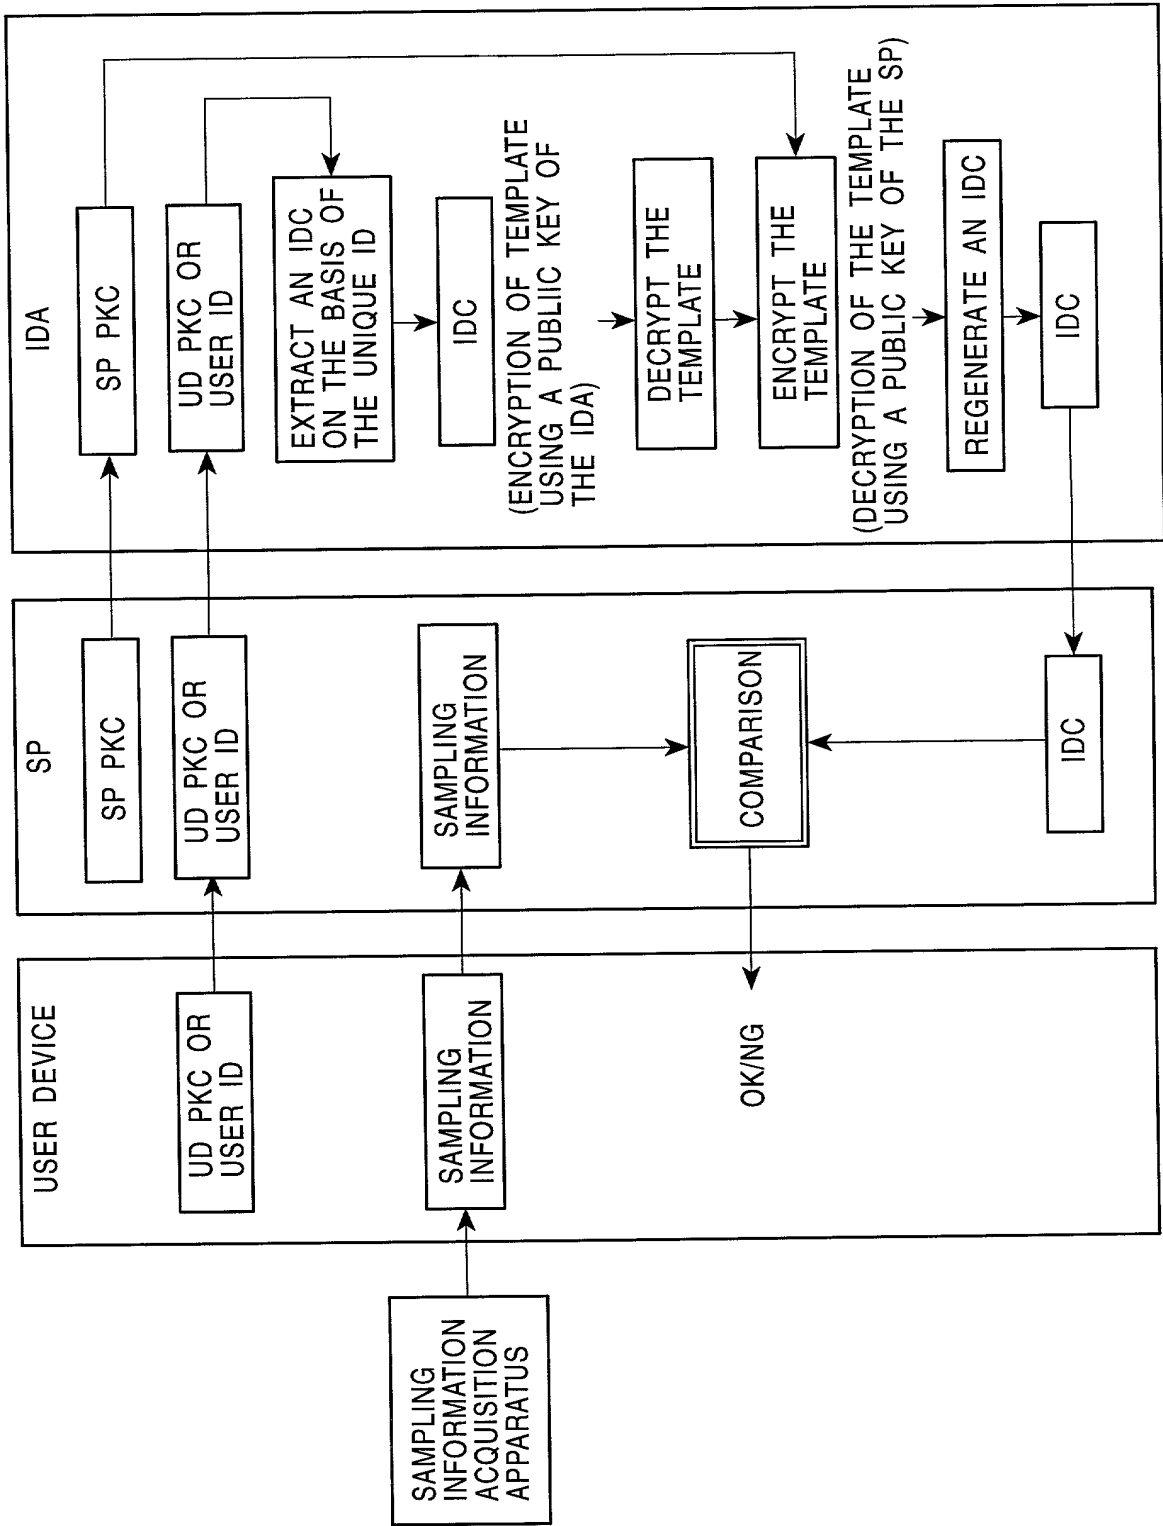 SAMPLING
INFORMATION
ACQUISITION
APPARATUS
USER DEVICE
UD PKC OR
USER ID
SAMPLING
INFORMATION
OK/NG
SP
SP PKC
UD PKC OR
USER ID
SAMPLING
INFORMATION
COMPARISON
IDC
IDA
SP PKC
UD PKC OR
USER ID
EXTRACT AN IDC
ON THE BASIS OF
THE UNIQUE ID
IDC
(ENCRYPTION OF TEMPLATE
USING A PUBLIIC KEY OF
THE IDA)
DECRYPT THE
TEMPLATE
ENCRYPT THE
TEMPLATE
(DECRYPTION OF THE TEMPLATE
USING A PUBLIC KEY OF THE SP)
REGENERATE AN IDC
IDC